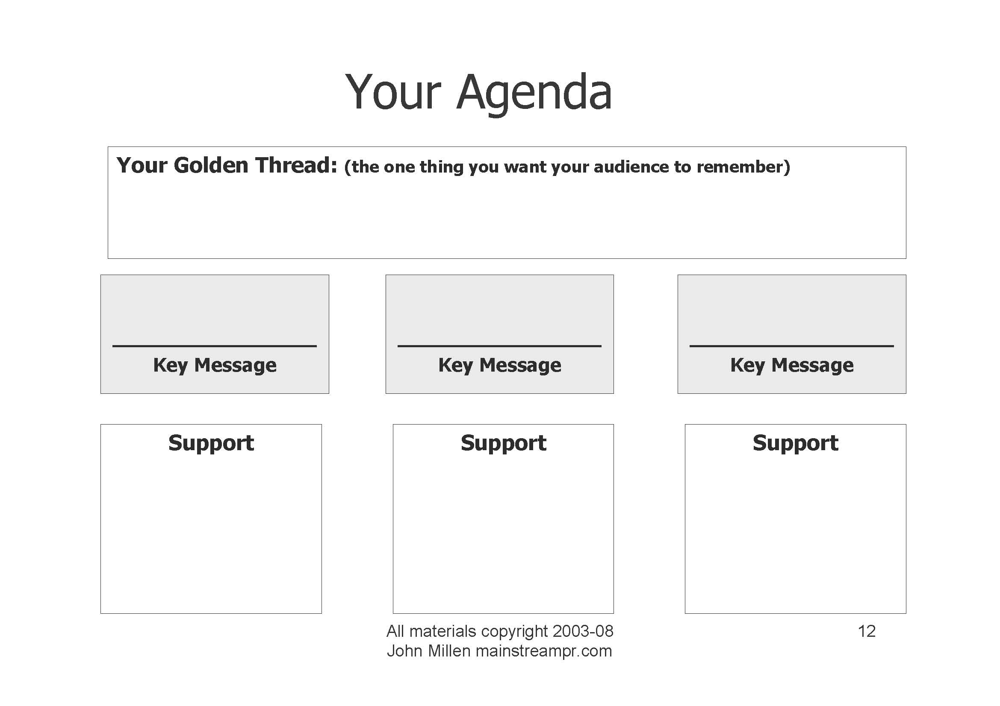 Your Agenda
Your Golden Thread: (the one thing you want your audience to remember)
Key Message
Key Message
Key Message
Support
Support
Support
All materials copyright 2003-08
John Millen mainstreampr.com
12